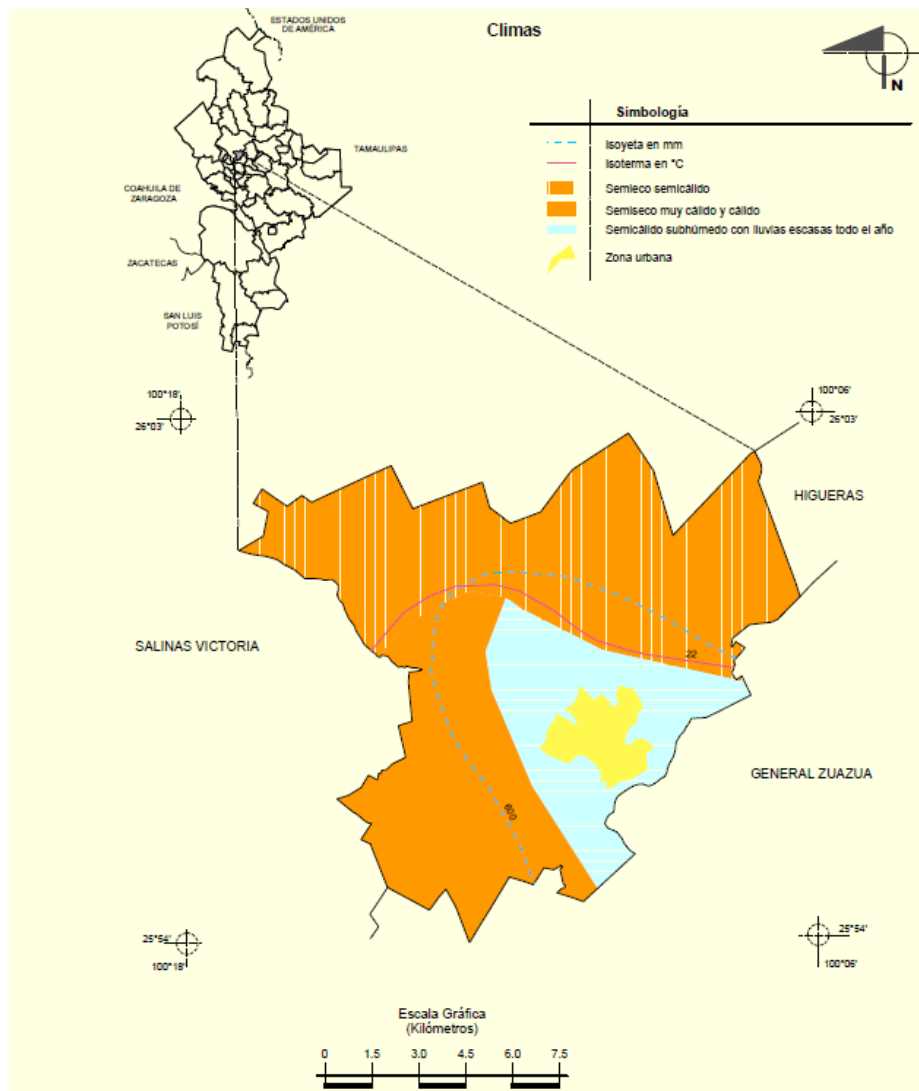 Climas
ESTADOS UNIDOS
DE AMÉRICA
TAMAULIPAS
COAHUILA DE
ZARAGOZA
ZACATECAS
SAN LUIS
POTOSÍ
N
Simbología
Isoyeta en mm
Isoterma en °C
Semieco semicálido
Semiseco muy cálido y cálido
Semicálido subhúmedo con lluvias escasas todo el año
Zona urbana
100°18'
26°03'
100°06'
26°03'
HIGUERAS
SALINAS VICTORIA
22
GENERAL ZUAZUA
600
25°54'
100°18'
25°54'
100°06'
Escala Gráfica
(Kilómetros)
0 1.5 3.0 4.5 6.0 7.5